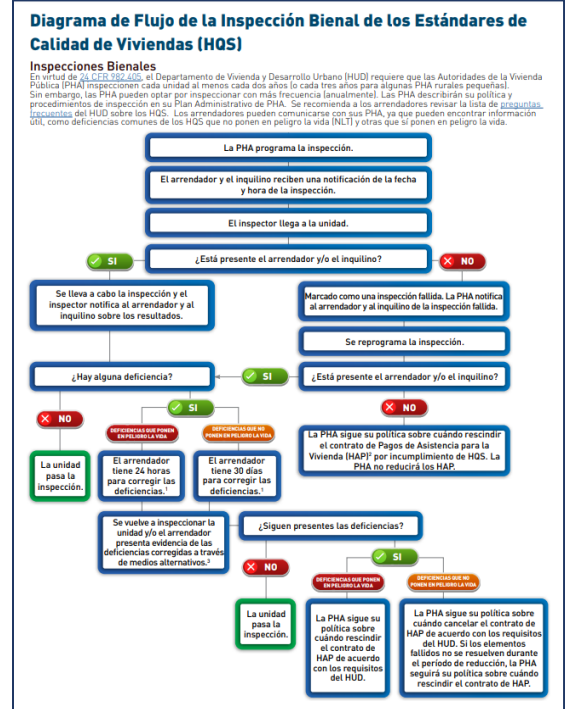 Diagrama de Flujo de la Inspección Bienal de los Estándares de
Calidad de Viviendas (HQS)
Inspecciones Bienales
En virtud de 24 CFR 982.405, el Departamento de Vivienda y Desarrollo Urbano (HUD) requiere que las Autoridades de la Vivienda
Pública (PHA) inspeccionen cada unidad al menos cada dos años (o cada tres años para algunas PHA rurales pequeñas).
Sin embargo, las PHA pueden optar por inspeccionar con más frecuencia (anualmente). Las PHA describirán su política y
procedimientos de inspección en su Plan Administrativo de PHA. Se recomienda a los arrendadores revisar la lista de preguntas
frecuentes del HUD sobre los HQS. Los arrendadores pueden comunicarse con sus PHA, ya que pueden encontrar información
útil, como deficiencias comunes de los HQS que no ponen en peligro la vida (NLT) y otras que sí ponen en peligro la vida.
La PHA programa la inspección.
El arrendador y el inquilino reciben una notificación de la fecha
y hora de la inspección.
El inspector llega a la unidad.
¿Está presente el arrendador y/o el inquilino?
SI
NO
Se lleva a cabo la inspección y el
inspector notifica al arrendador y al
inquilino sobre los resultados.
Marcado como una inspección fallida. La PHA notifica
al arrendador y al inquilino de la inspección fallida.
Se reprograma la inspección.
¿Hay alguna deficiencia?
SI
¿Está presente el arrendador y/o el inquilino?
NO
SI
NO
DEFICIENCIAS QUE PONEN
EN PELIGRO LA VIDA
DEFICIENCIAS QUE NO
PONEN EN PELIGRO LA VIDA
La PHA sigue su política sobre cuándo rescindir
el contrato de Pagos de Asistencia para la
Vivienda (HAP)² por incumplimiento de HQS. La
PHA no reducirá los HAP.
La unidad
pasa la
inspección.
El arrendador
tiene 24 horas
para corregir las
deficiencias.¹
El arrendador
tiene 30 días
para corregir las
deficiencias.¹
Se vuelve a inspeccionar la
unidad y/o el arrendador
presenta evidencia de las
deficiencias corregidas a través
de medios alternativos.³
¿Siguen presentes las deficiencias?
NO
SI
DEFICIENCIAS QUE PONEN
EN PELIGRO LA VIDA
DEFICIENCIAS QUE NO
PONEN EN PELIGRO LA VIDA
La unidad
pasa la
inspección.
La PHA sigue su
política sobre
cuándo rescindir
el contrato de
HAP de acuerdo
con los requisitos
del HUD.
La PHA sigue su política sobre
cuándo cancelar el contrato de
HAP de acuerdo con los requisitos
del HUD. Si los elementos
fallidos no se resuelven durante
el período de reducción, la PHA
seguirá su política sobre cuándo
rescindir el contrato de HAP.